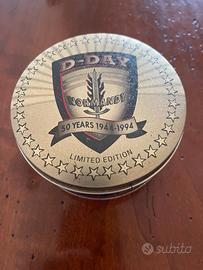 D-DAY
NORMANDY
50 YEARS 1944-1994
LIMITED EDITION
subito